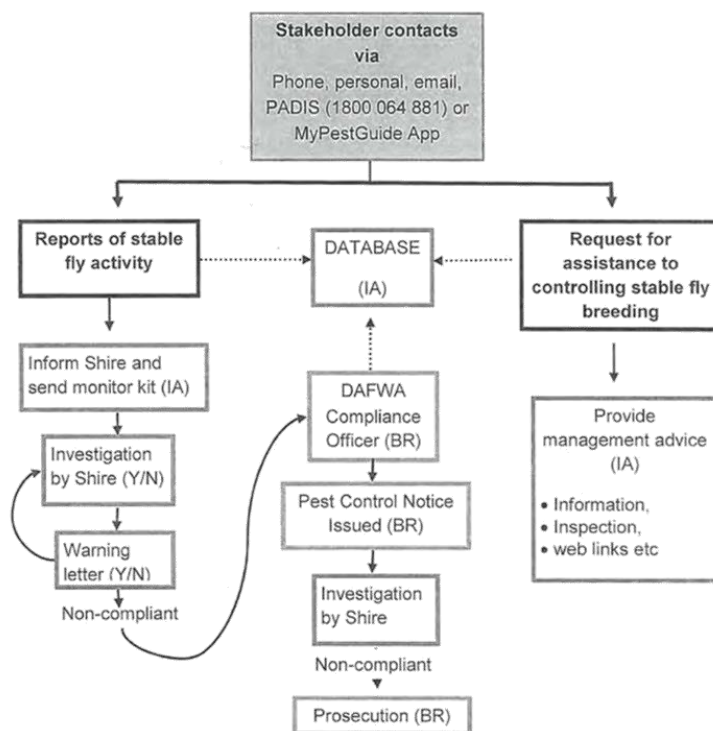 Stakeholder contacts
via
Phone, personal, email,
PADIS (1800 064 881) or
MyPestGuide App
Reports of stable
fly activity
DATABASE
(IA)
Request for
assistance to
controlling stable fly
breeding
Inform Shire and
send monitor kit (IA)
Investigation
by Shire (Y/N)
Warning
letter (Y/N)
Non-compliant
DAFWA
Compliance
Officer (BR)
Pest Control Notice
Issued (BR)
Investigation
by Shire
Non-compliant
Prosecution (BR)
Provide
management advice
(IA)
• Information,
• Inspection,
• web links etc